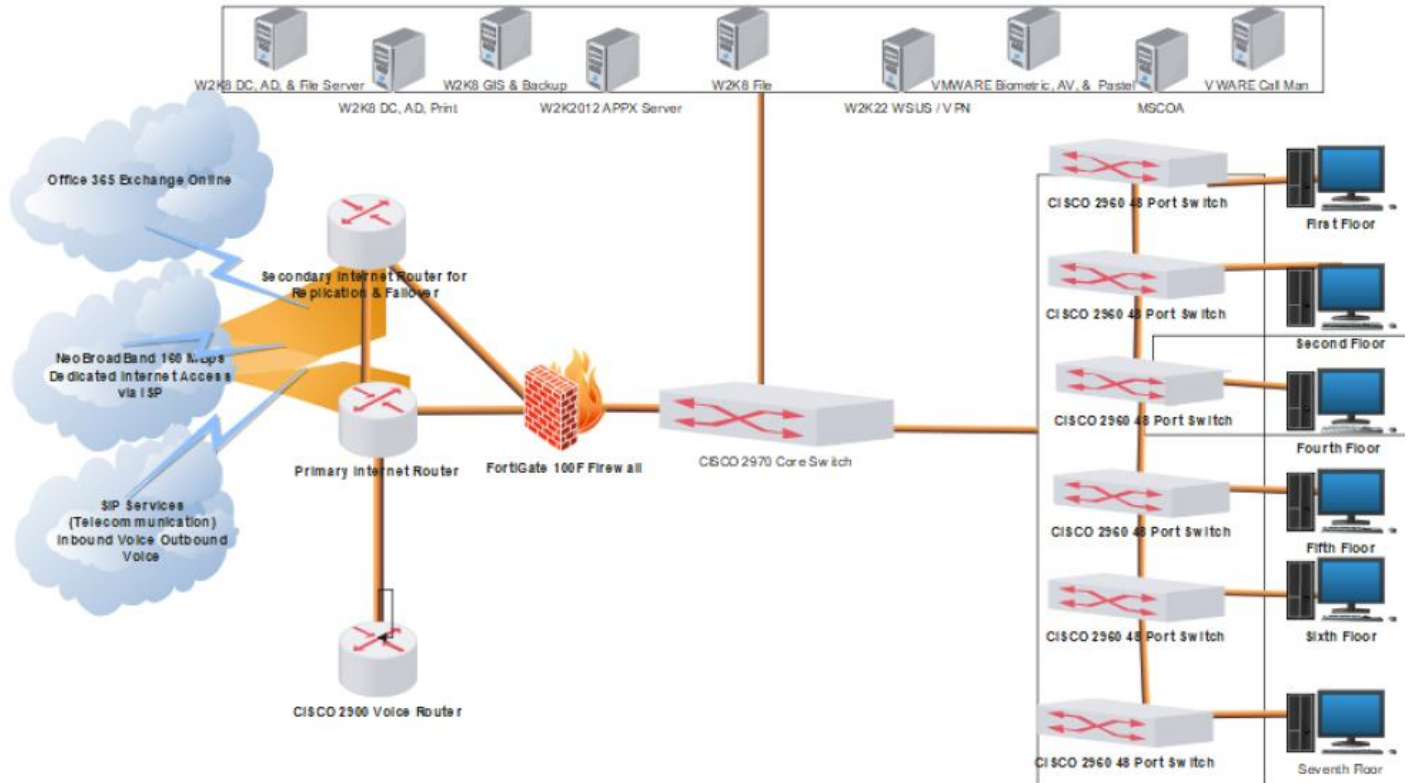 W2K8 DC, AD, & File Server
W2K8 GIS & Backup
W2K8 File
VMWARE Biometric, AV, & Pastel
VWARE Call Man
W2K8 DC, AD, Print
W2K2012 APPX Server
W2K22 WSUS / VPN
MSCOA
Office 365 Exchange Online
Secondary Internet Router for
Replication & Failover
NeoBroadBand 160 MBps
Dedicated Internet Access
via ISP
Primary Internet Router
FortiGate 100F Firewall
CISCO 2970 Core Switch
SIP Services
(Telecommunication)
Inbound Voice Outbound
Voice
CISCO 2900 Voice Router
CISCO 2960 48 Port Switch
First Floor
CISCO 2960 48 Port Switch
Second Floor
CISCO 2960 48 Port Switch
Fourth Floor
CISCO 2960 48 Port Switch
Fifth Floor
CISCO 2960 48 Port Switch
Sixth Floor
CISCO 2960 48 Port Switch
Seventh Floor